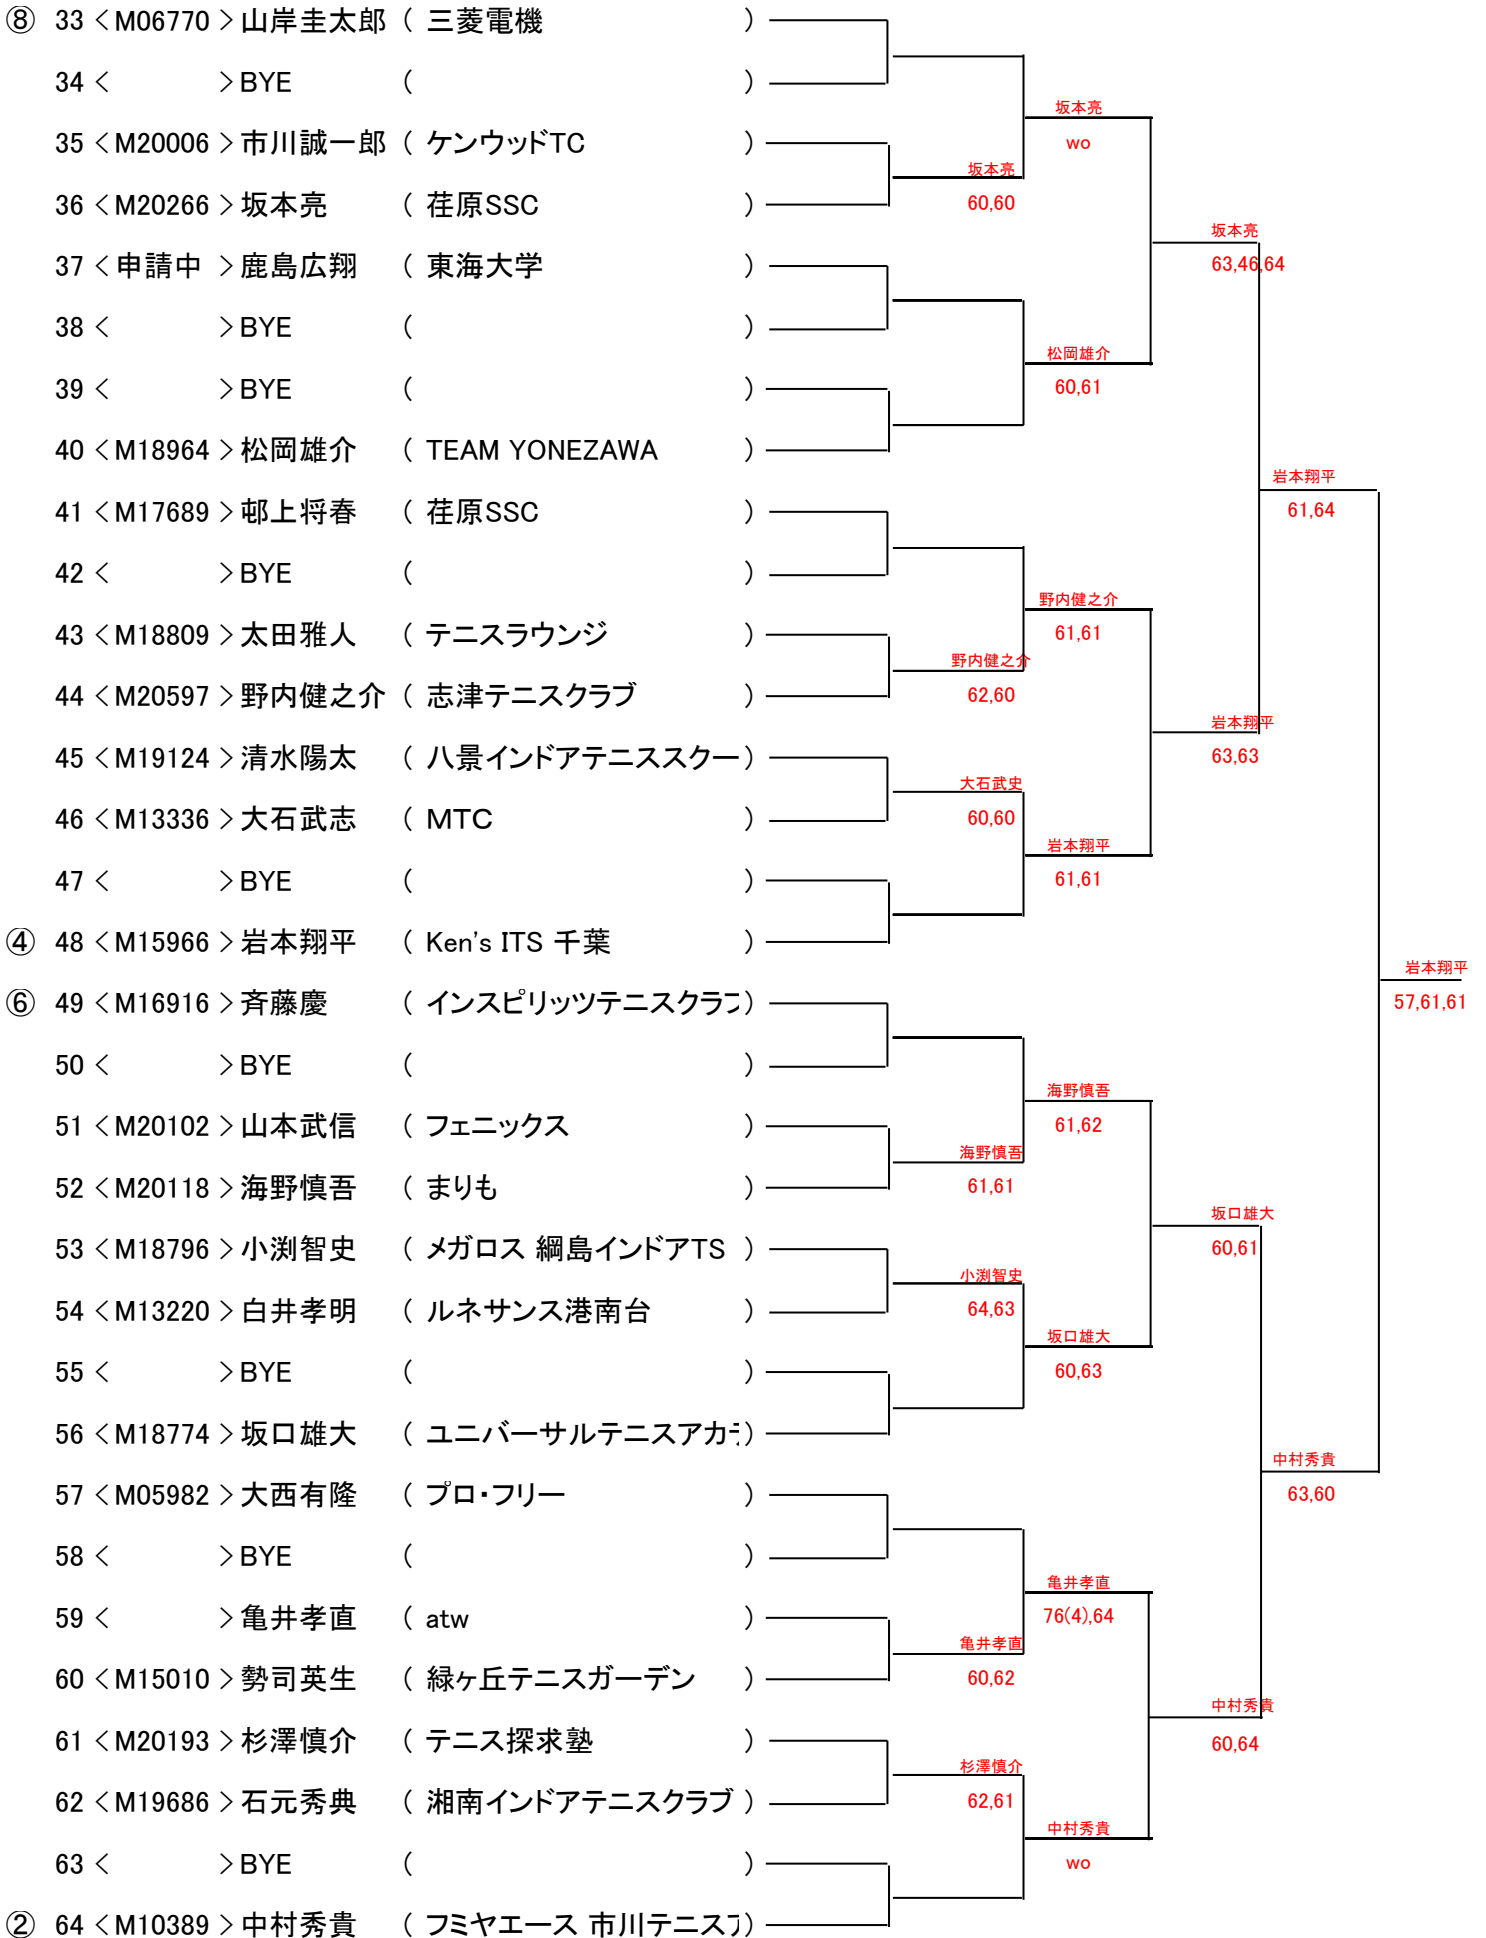 ⑧ 33 <M06770> 山岸圭太郎 ( 三菱電機 )
34 < > BYE ( )
坂本亮
35 <M20006> 市川誠一郎 ( ケンウッドTC )
wo
坂本亮
36 <M20266> 坂本亮 ( 荏原SSC )
60,60
坂本亮
37 <申請中> 鹿島広翔 ( 東海大学 )
63,46,64
38 < > BYE ( )
松岡雄介
39 < > BYE ( )
60,61
40 <M18964> 松岡雄介 ( TEAM YONEZAWA )
岩本翔平
41 <M17689> 邨上将春 ( 荏原SSC )
61,64
42 < > BYE ( )
野内健之介
43 <M18809> 太田雅人 ( テニスラウンジ )
61,61
野内健之介
44 <M20597> 野内健之介 ( 志津テニスクラブ )
62,60
岩本翔平
45 <M19124> 清水陽太 ( 八景インドアテニススクー )
63,63
大石武史
46 <M13336> 大石武志 ( MTC )
60,60
岩本翔平
47 < > BYE ( )
61,61
④ 48 <M15966> 岩本翔平 ( Ken's ITS 千葉 )
岩本翔平
⑥ 49 <M16916> 斉藤慶 ( インスピリッツテニスクラブ )
57,61,61
50 < > BYE ( )
海野慎吾
51 <M20102> 山本武信 ( フェニックス )
61,62
海野慎吾
52 <M20118> 海野慎吾 ( まりも )
61,61
坂口雄大
53 <M18796> 小渕智史 ( メガロス 綱島インドアTS )
60,61
小渕智史
54 <M13220> 白井孝明 ( ルネサンス港南台 )
64,63
坂口雄大
55 < > BYE ( )
60,63
56 <M18774> 坂口雄大 ( ユニバーサルテニスアカデ )
中村秀貴
57 <M05982> 大西有隆 ( プロ・フリー )
63,60
58 < > BYE ( )
亀井孝直
59 < > 亀井孝直 ( atw )
76(4),64
亀井孝直
60 <M15010> 勢司英生 ( 緑ヶ丘テニスガーデン )
60,62
中村秀貴
61 <M20193> 杉澤慎介 ( テニス探求塾 )
60,64
杉澤慎介
62 <M19686> 石元秀典 ( 湘南インドアテニスクラブ )
62,61
中村秀貴
63 < > BYE ( )
wo
② 64 <M10389> 中村秀貴 ( フミヤエース 市川テニスア )